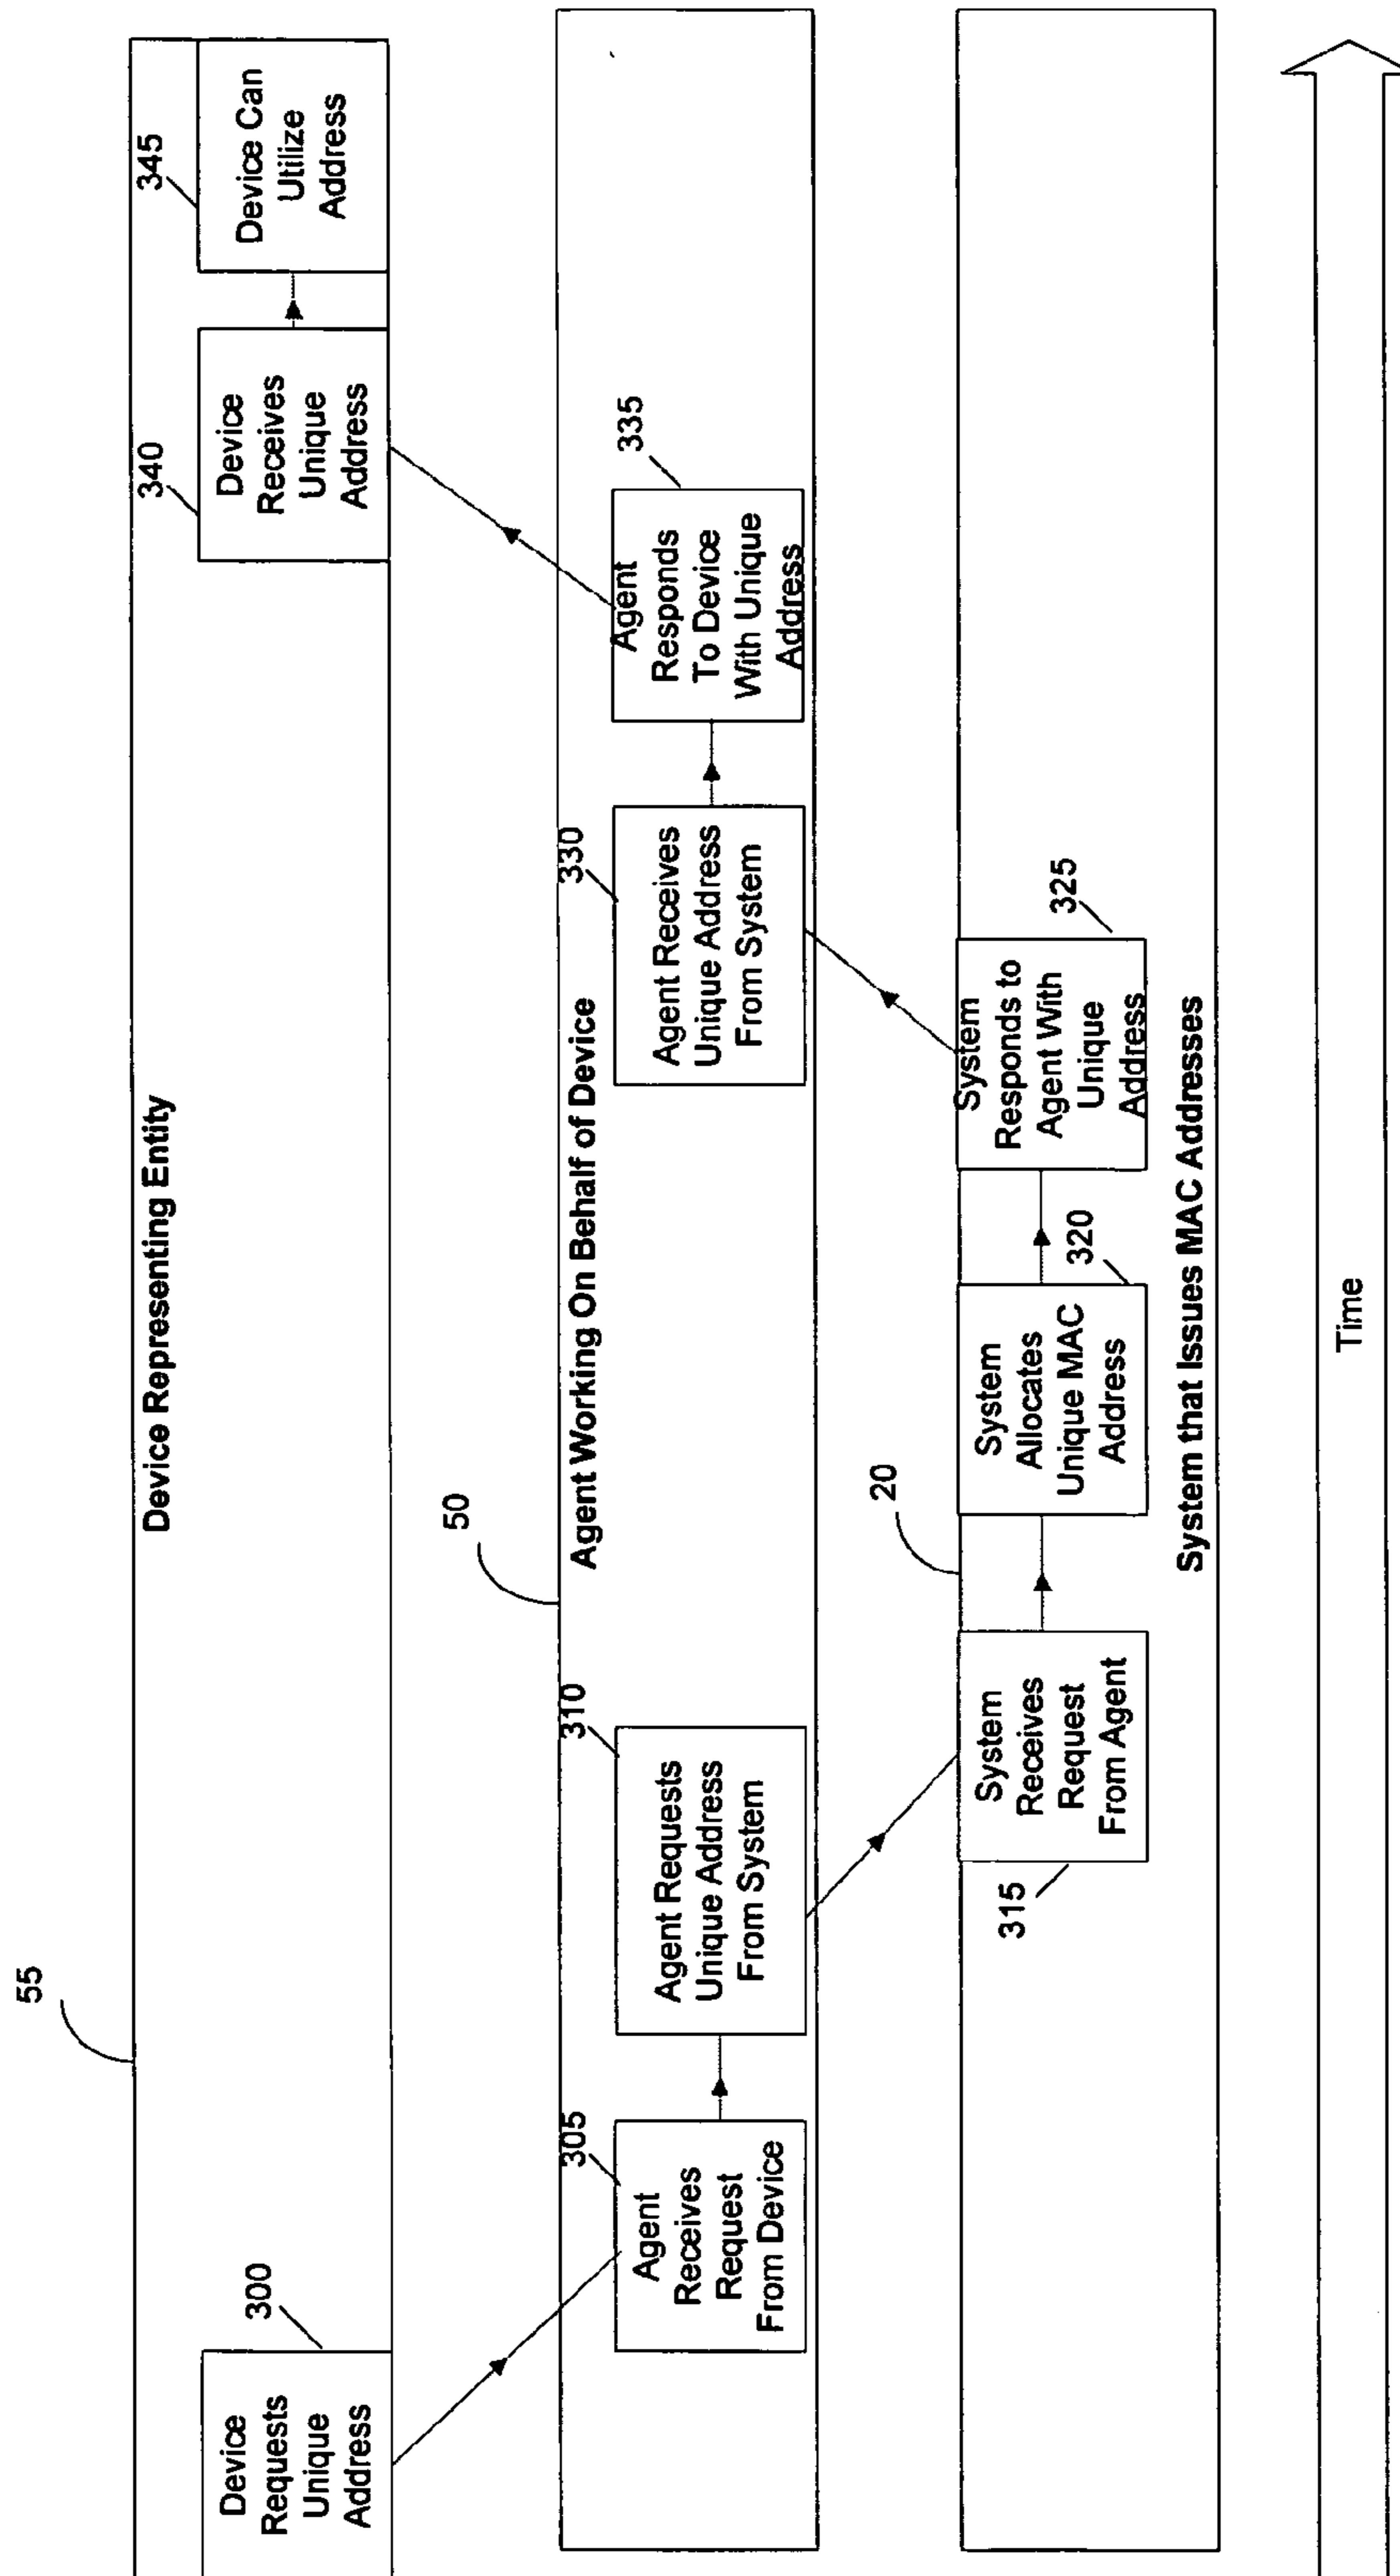 55
Device Representing Entity
300
Device
Requests
Unique
Address
340
Device
Receives
Unique
Address
345
Device Can
Utilize
Address
50
Agent Working On Behalf of Device
305
Agent
Receives
Request
From Device
310
Agent Requests
Unique Address
From System
330
Agent Receives
Unique Address
From System
335
Agent
Responds
To Device
With Unique
Address
20
315
System
Receives
Request
From Agent
320
System
Allocates
Unique MAC
Address
325
System
Responds to
Agent With
Unique
Address
System that Issues MAC Addresses
Time